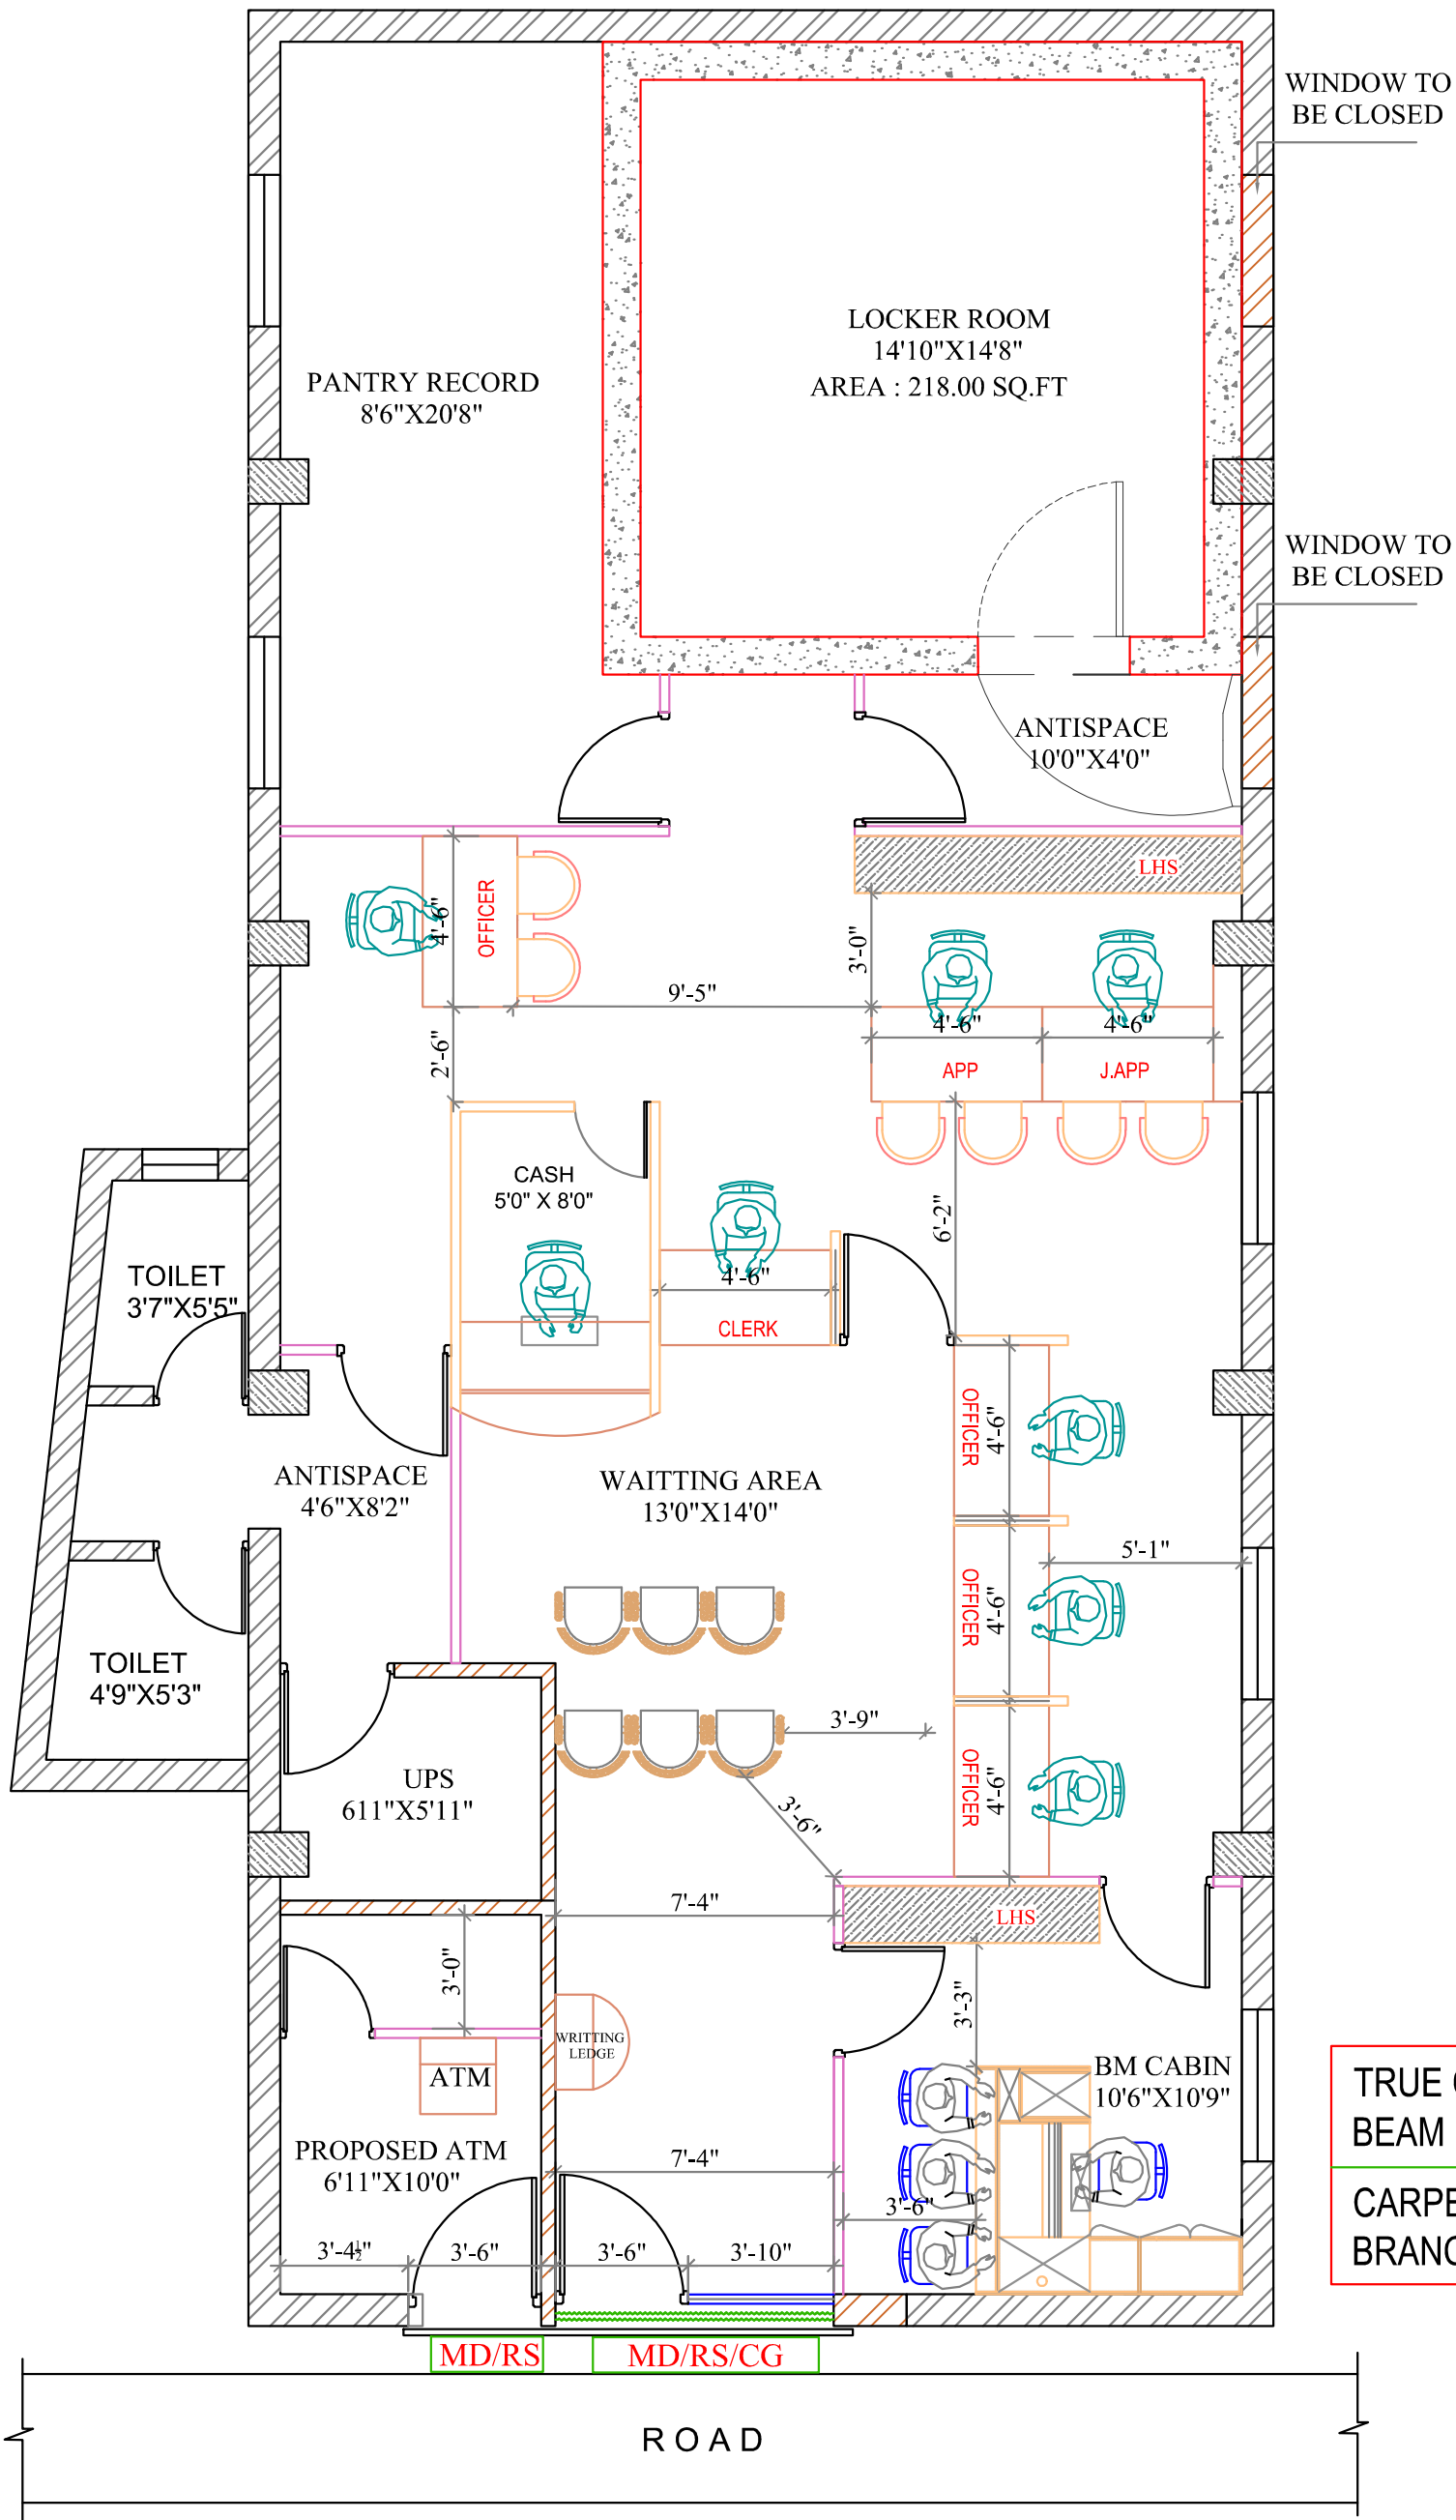 WINDOW TO
BE CLOSED
LOCKER ROOM
14'10"X14'8"
AREA : 218.00 SQ.FT
PANTRY RECORD
8'6"X20'8"
WINDOW TO
BE CLOSED
ANTISPACE
10'0"X4'0"
LHS
OFFICER
4'-6"
3'-0"
9'-5"
2'-6"
4'-6"
4'-6"
APP
J.APP
CASH
5'0" X 8'0"
6'-2"
TOILET
3'7"X5'5"
4'-6"
CLERK
OFFICER
4'-6"
ANTISPACE
4'6"X8'2"
WAITTING AREA
13'0"X14'0"
5'-1"
OFFICER
4'-6"
TOILET
4'9"X5'3"
3'-9"
UPS
611"X5'11"
3'-6"
OFFICER
4'-6"
7'-4"
LHS
3'-0"
3'-3"
WRITTING
LEDGE
ATM
BM CABIN
10'6"X10'9"
TRUE
BEAM
PROPOSED ATM
6'11"X10'0"
7'-4"
3'-6"
CARPE
BRANC
3'-4½"
3'-6"
3'-6"
3'-10"
MD/RS
MD/RS/CG
ROAD